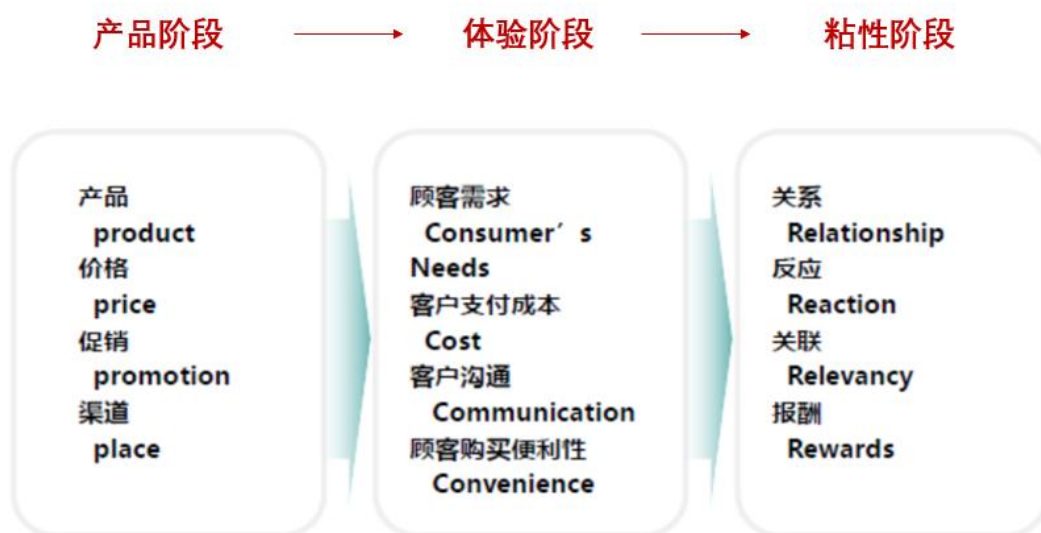 产品阶段
体验阶段
粘性阶段
产品
product
价格
price
促销
promotion
渠道
place
顾客需求
Consumer’s
Needs
客户支付成本
Cost
客户沟通
Communication
顾客购买便利性
Convenience
关系
Relationship
反应
Reaction
关联
Relevancy
报酬
Rewards